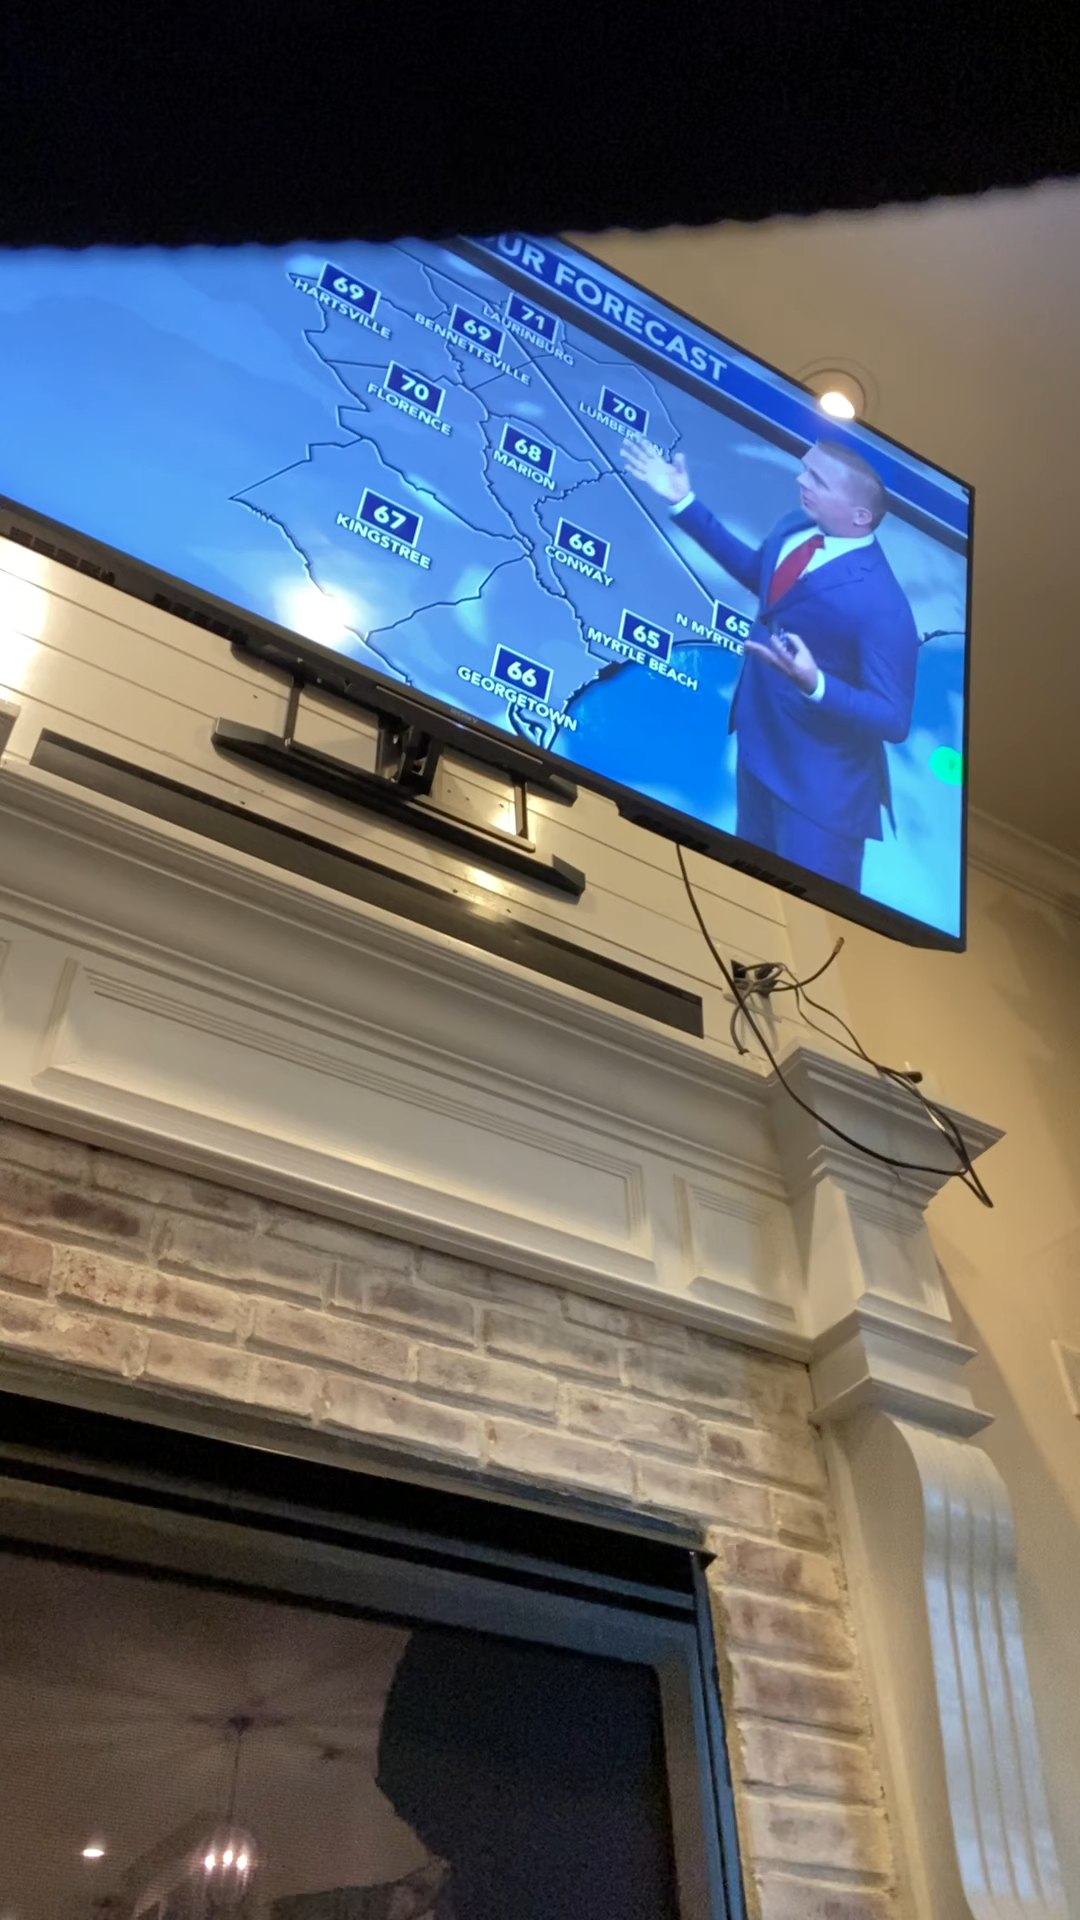 UR FORECAST
69
HARTSVILLE
71
LAURINBURG
69
BENNETTSVILLE
70
FLORENCE
70
68
MARION
67
KINGSTREE
66
CONWAY
65
N MYRTLE
65
MYRTLE BEACH
66
GEORGETOWN